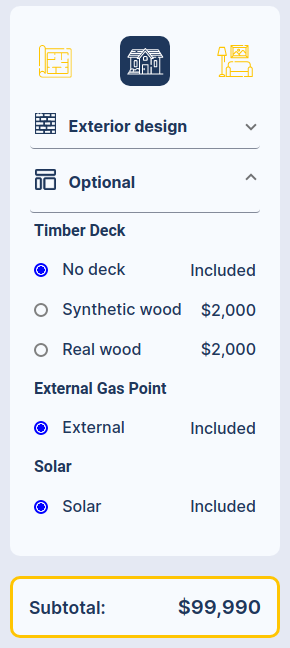 Exterior design
Optional
Timber Deck
No deck Included
Synthetic wood $2,000
Real wood $2,000
External Gas Point
External Included
Solar
Solar Included
Subtotal: $99,990